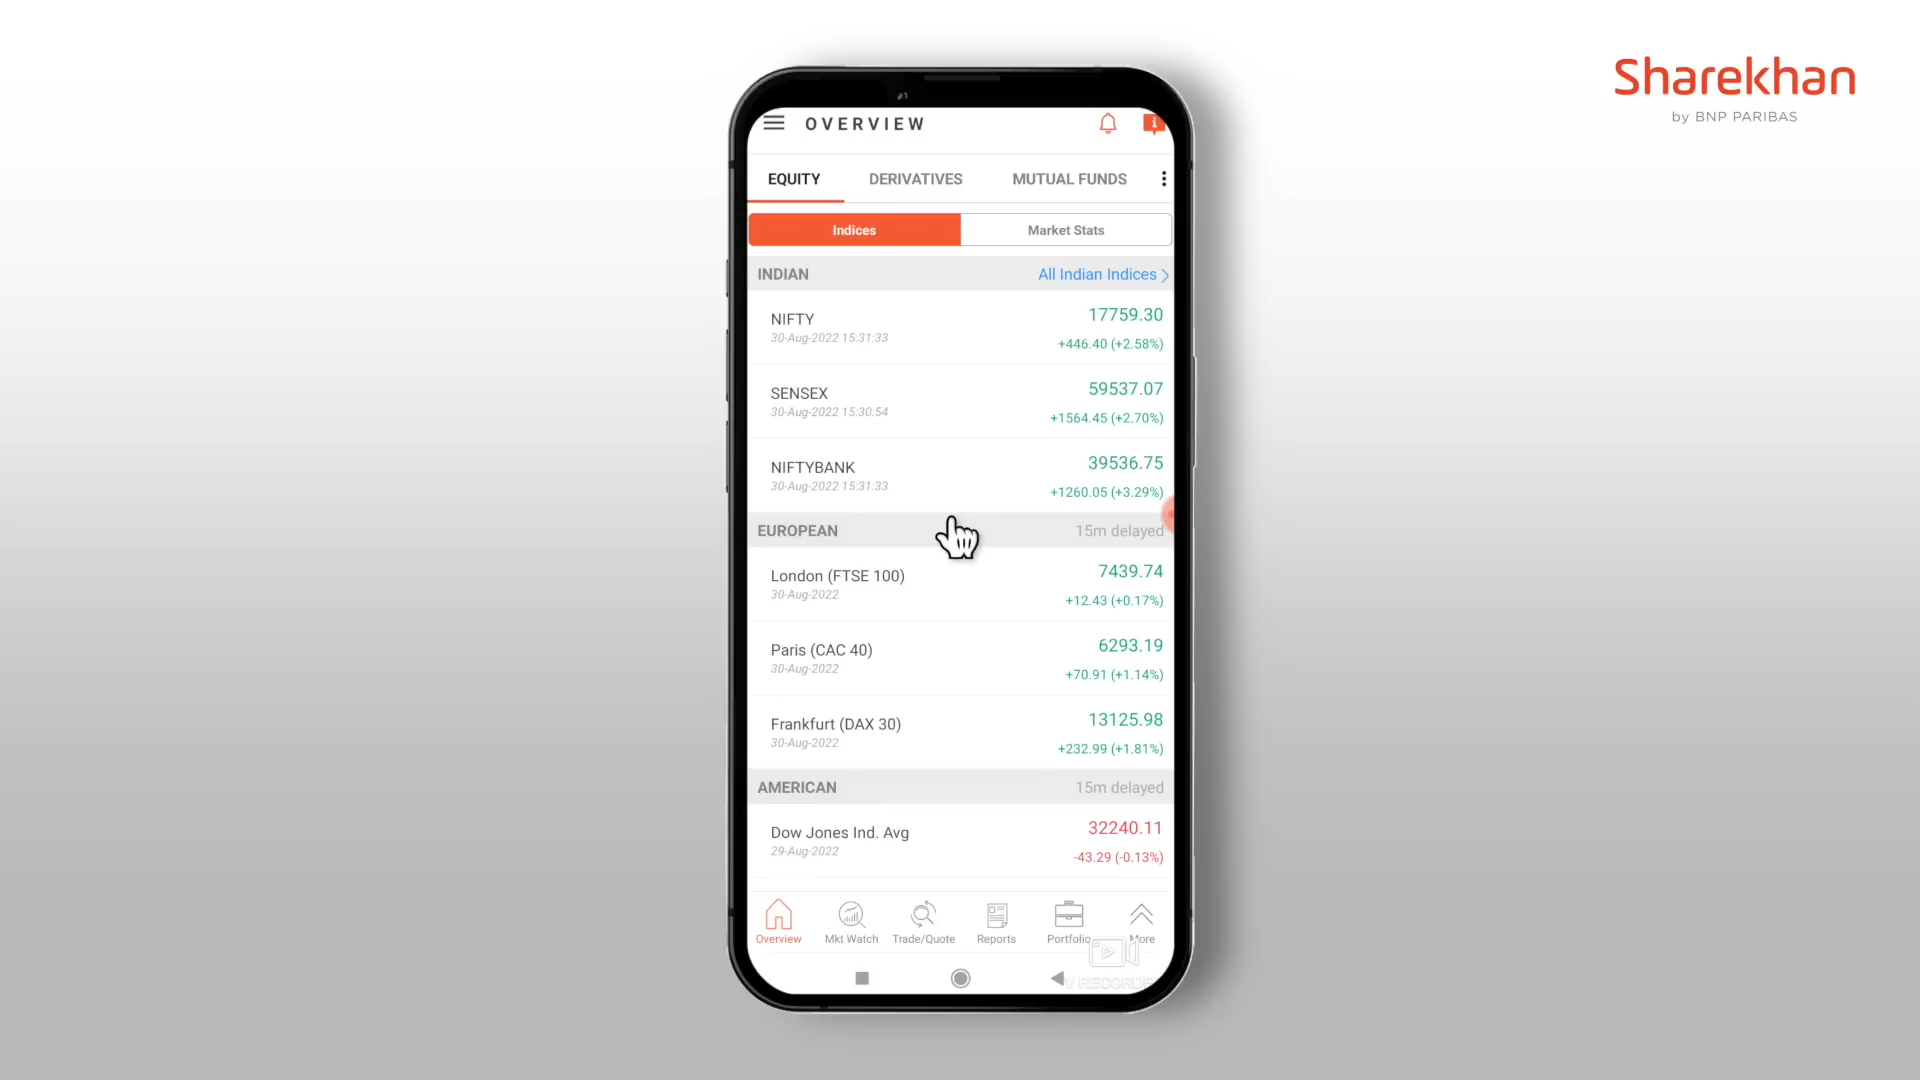 Sharekhan
by BNP PARIBAS
OVERVIEW
EQUITY DERIVATIVES MUTUAL FUNDS
Indices Market Stats
INDIAN All Indian Indices
NIFTY 17759.30
30-Aug-2022 15:31:33 +446.40 (+2.58%)
SENSEX 59537.07
30-Aug-2022 15:30:54 +1564.45 (+2.70%)
NIFTYBANK 39536.75
30-Aug-2022 15:31:33 +1260.05 (+3.29%)
EUROPEAN 15m delayed
London (FTSE 100) 7439.74
30-Aug-2022 +12.43 (+0.17%)
Paris (CAC 40) 6293.19
30-Aug-2022 +70.91 (+1.14%)
Frankfurt (DAX 30) 13125.98
30-Aug-2022 +232.99 (+1.81%)
AMERICAN 15m delayed
Dow Jones Ind. Avg 32240.11
29-Aug-2022 -43.29 (-0.13%)
Overview Mkt Watch Trade/Quote Reports Portfolio More